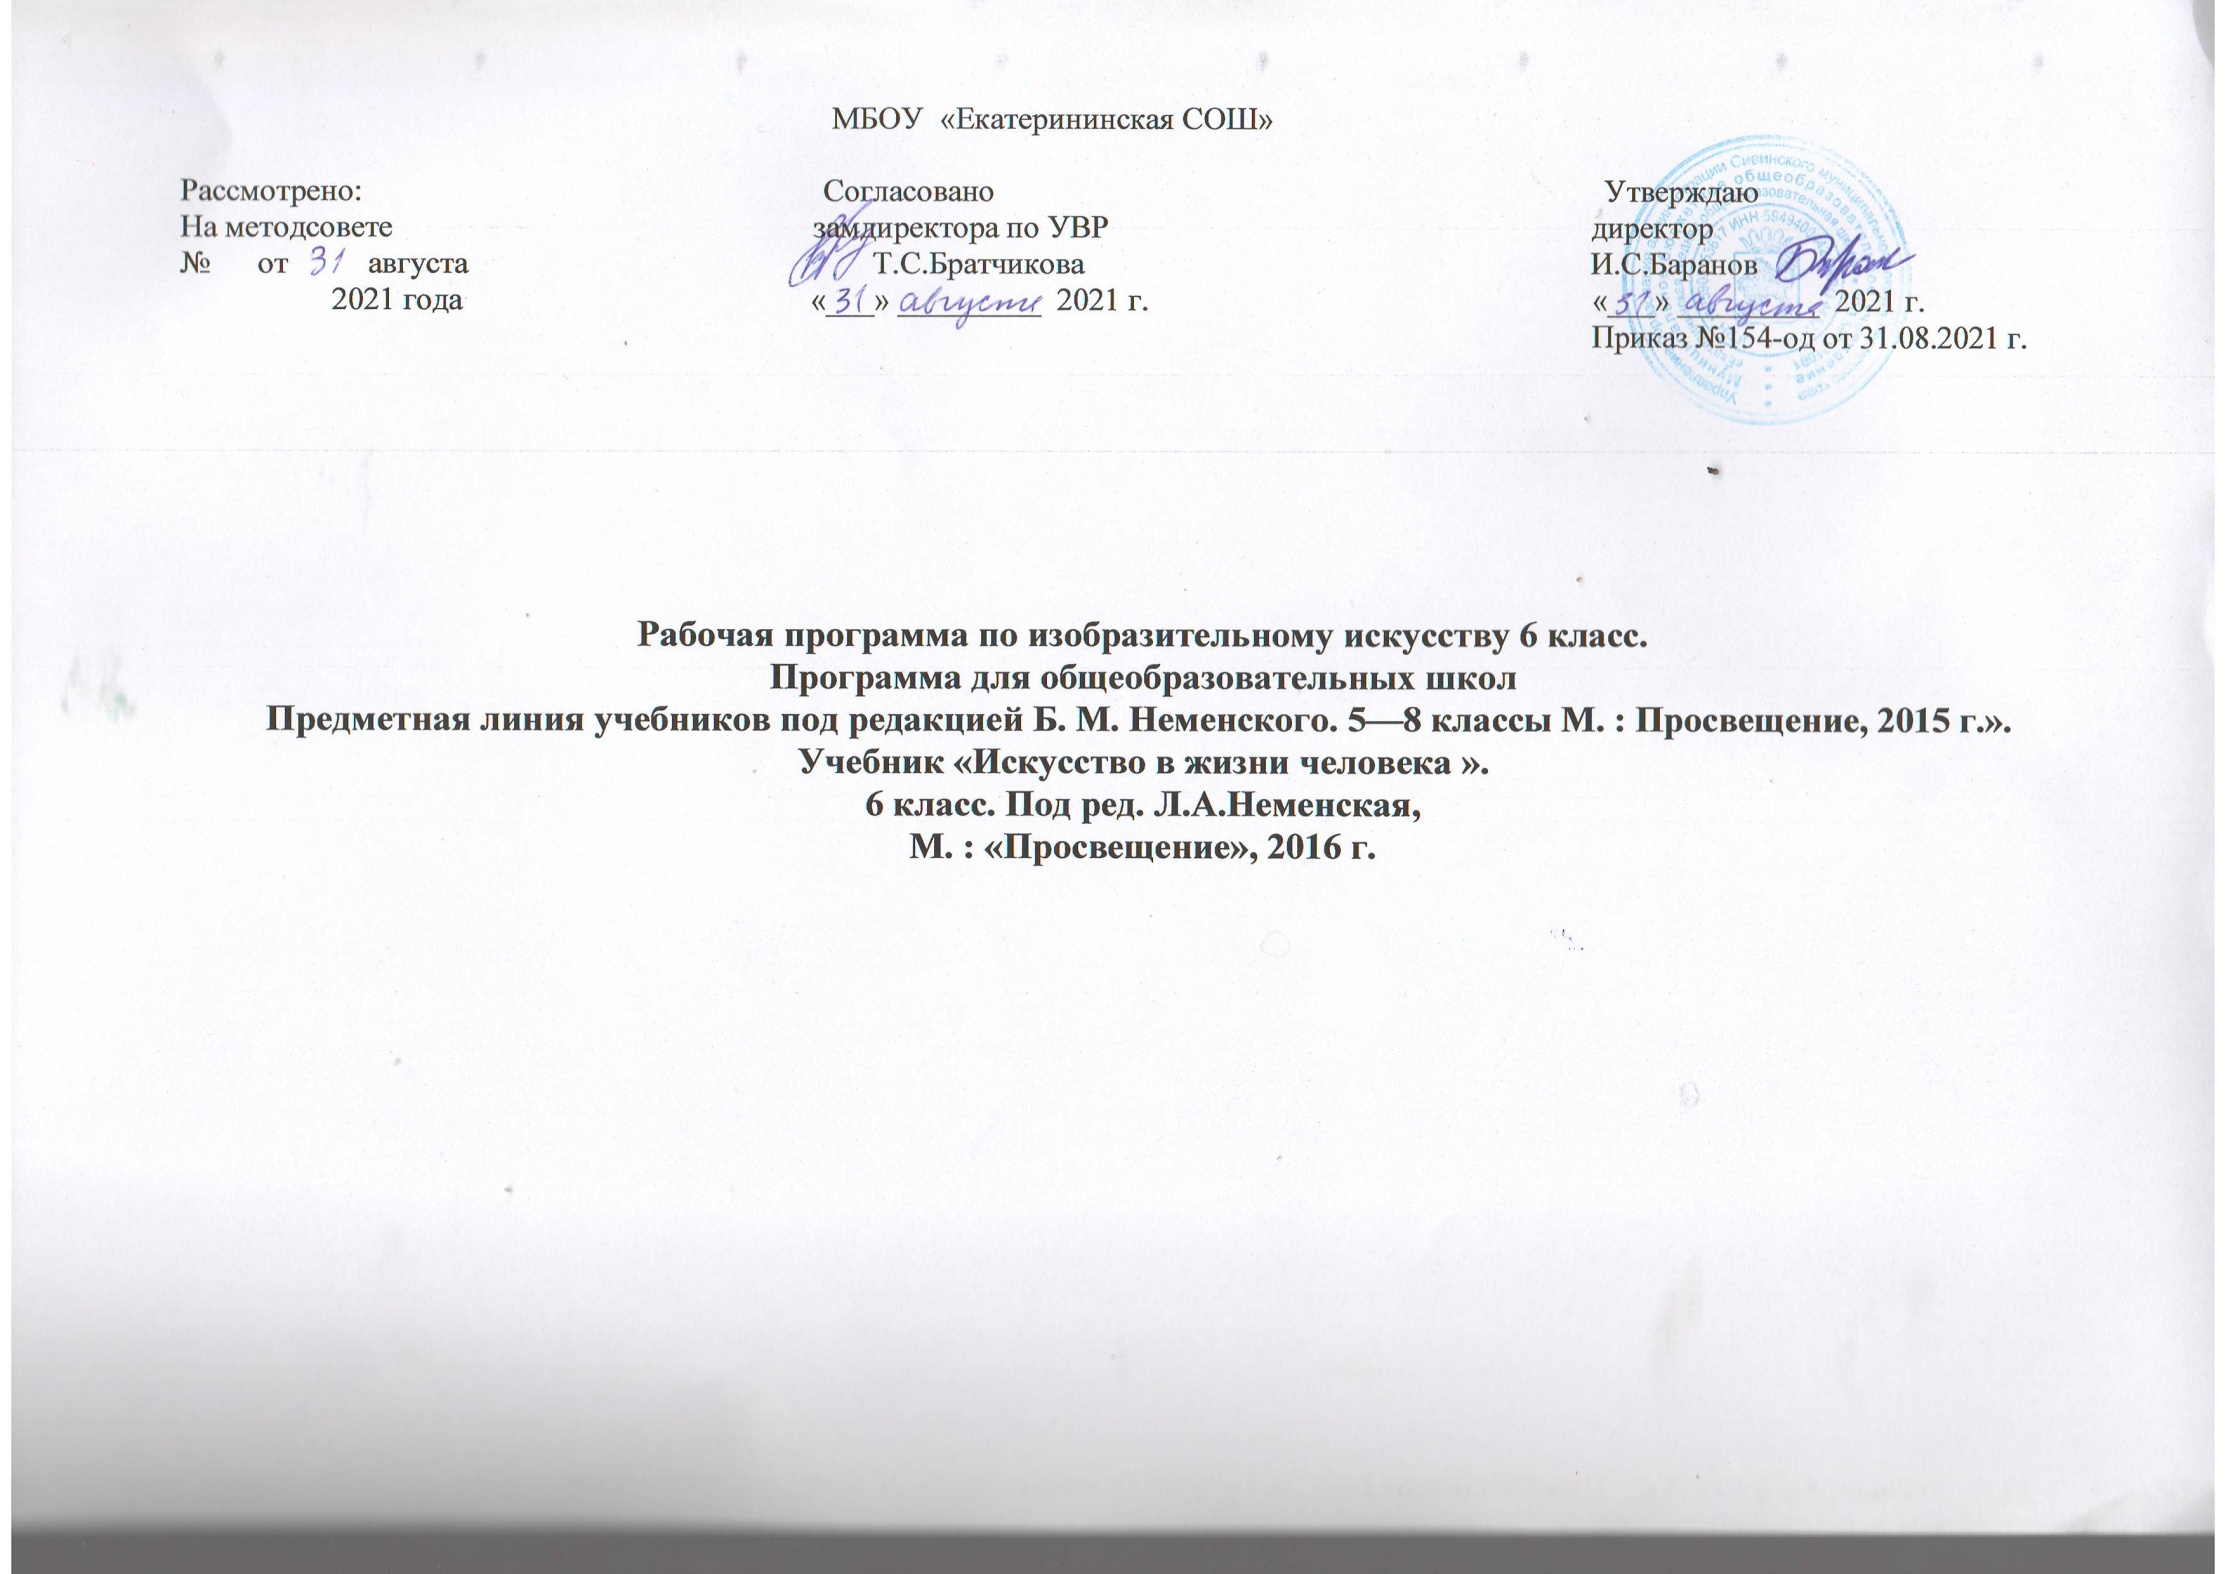 МБОУ «Екатерининская СОШ»
Рассмотрено:
На методсовете
№ от 31 августа
2021 года
Согласовано
замдиректора по УВР
Т.С.Братчикова
«31» августа 2021 г.
Утверждаю
директор
И.С.Баранов
«31» августа 2021 г.
Приказ №154-од от 31.08.2021 г.
Рабочая программа по изобразительному искусству 6 класс.
Программа для общеобразовательных школ
Предметная линия учебников под редакцией Б. М. Неменского. 5—8 классы М. : Просвещение, 2015 г.».
Учебник «Искусство в жизни человека ».
6 класс. Под ред. Л.А.Неменская,
М. : «Просвещение», 2016 г.